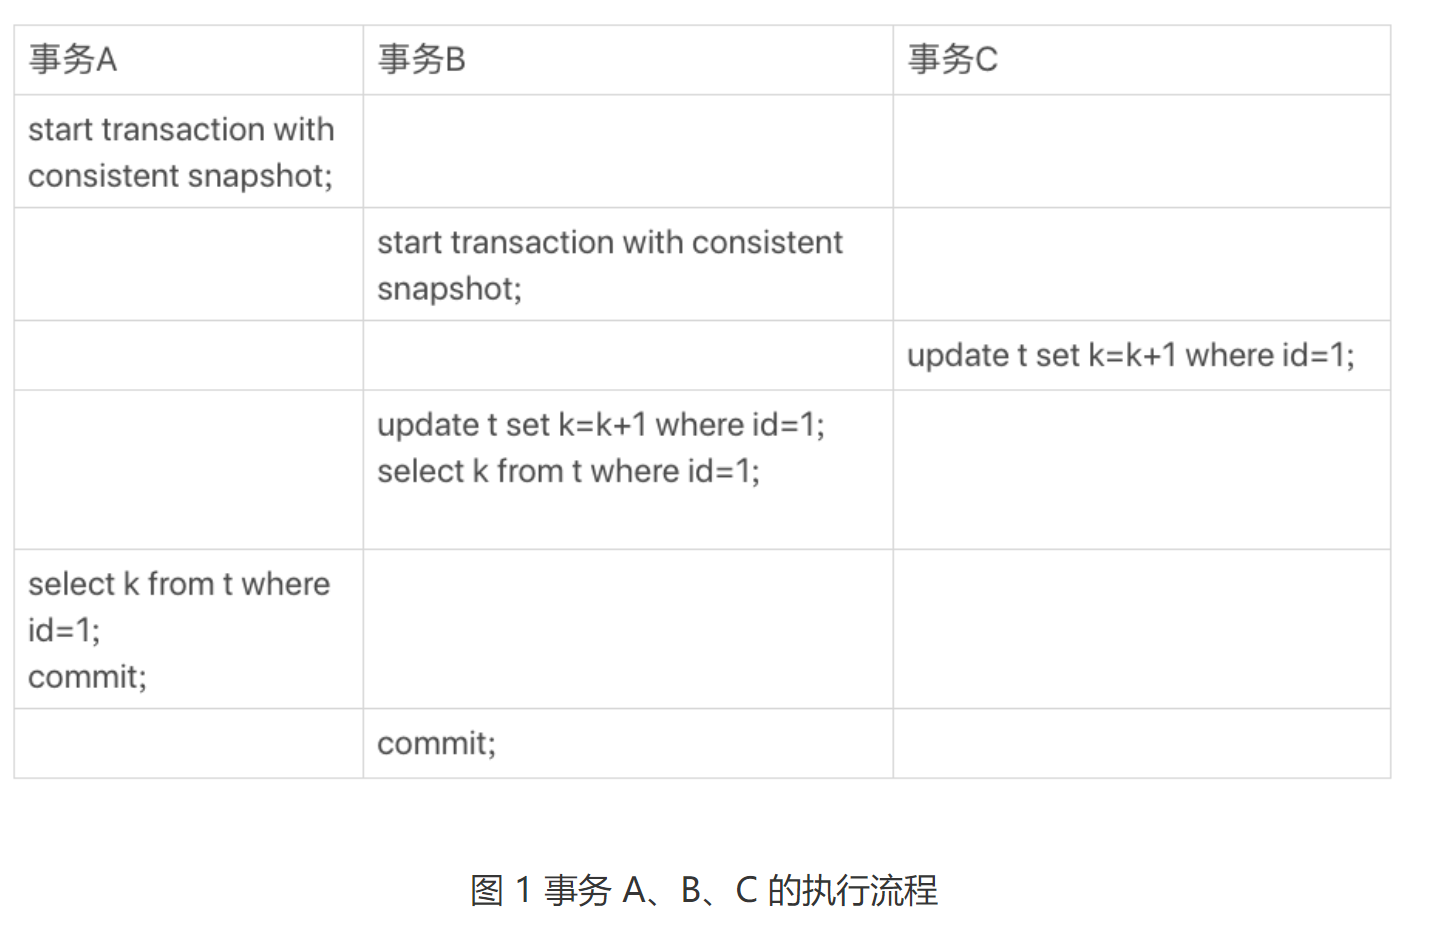 事务A
事务B
事务C
start transaction with
consistent snapshot;
start transaction with consistent
snapshot;
update t set k=k+1 where id=1;
update t set k=k+1 where id=1;
select k from t where id=1;
select k from t where
id=1;
commit;
commit;
图 1 事务 A、B、C 的执行流程